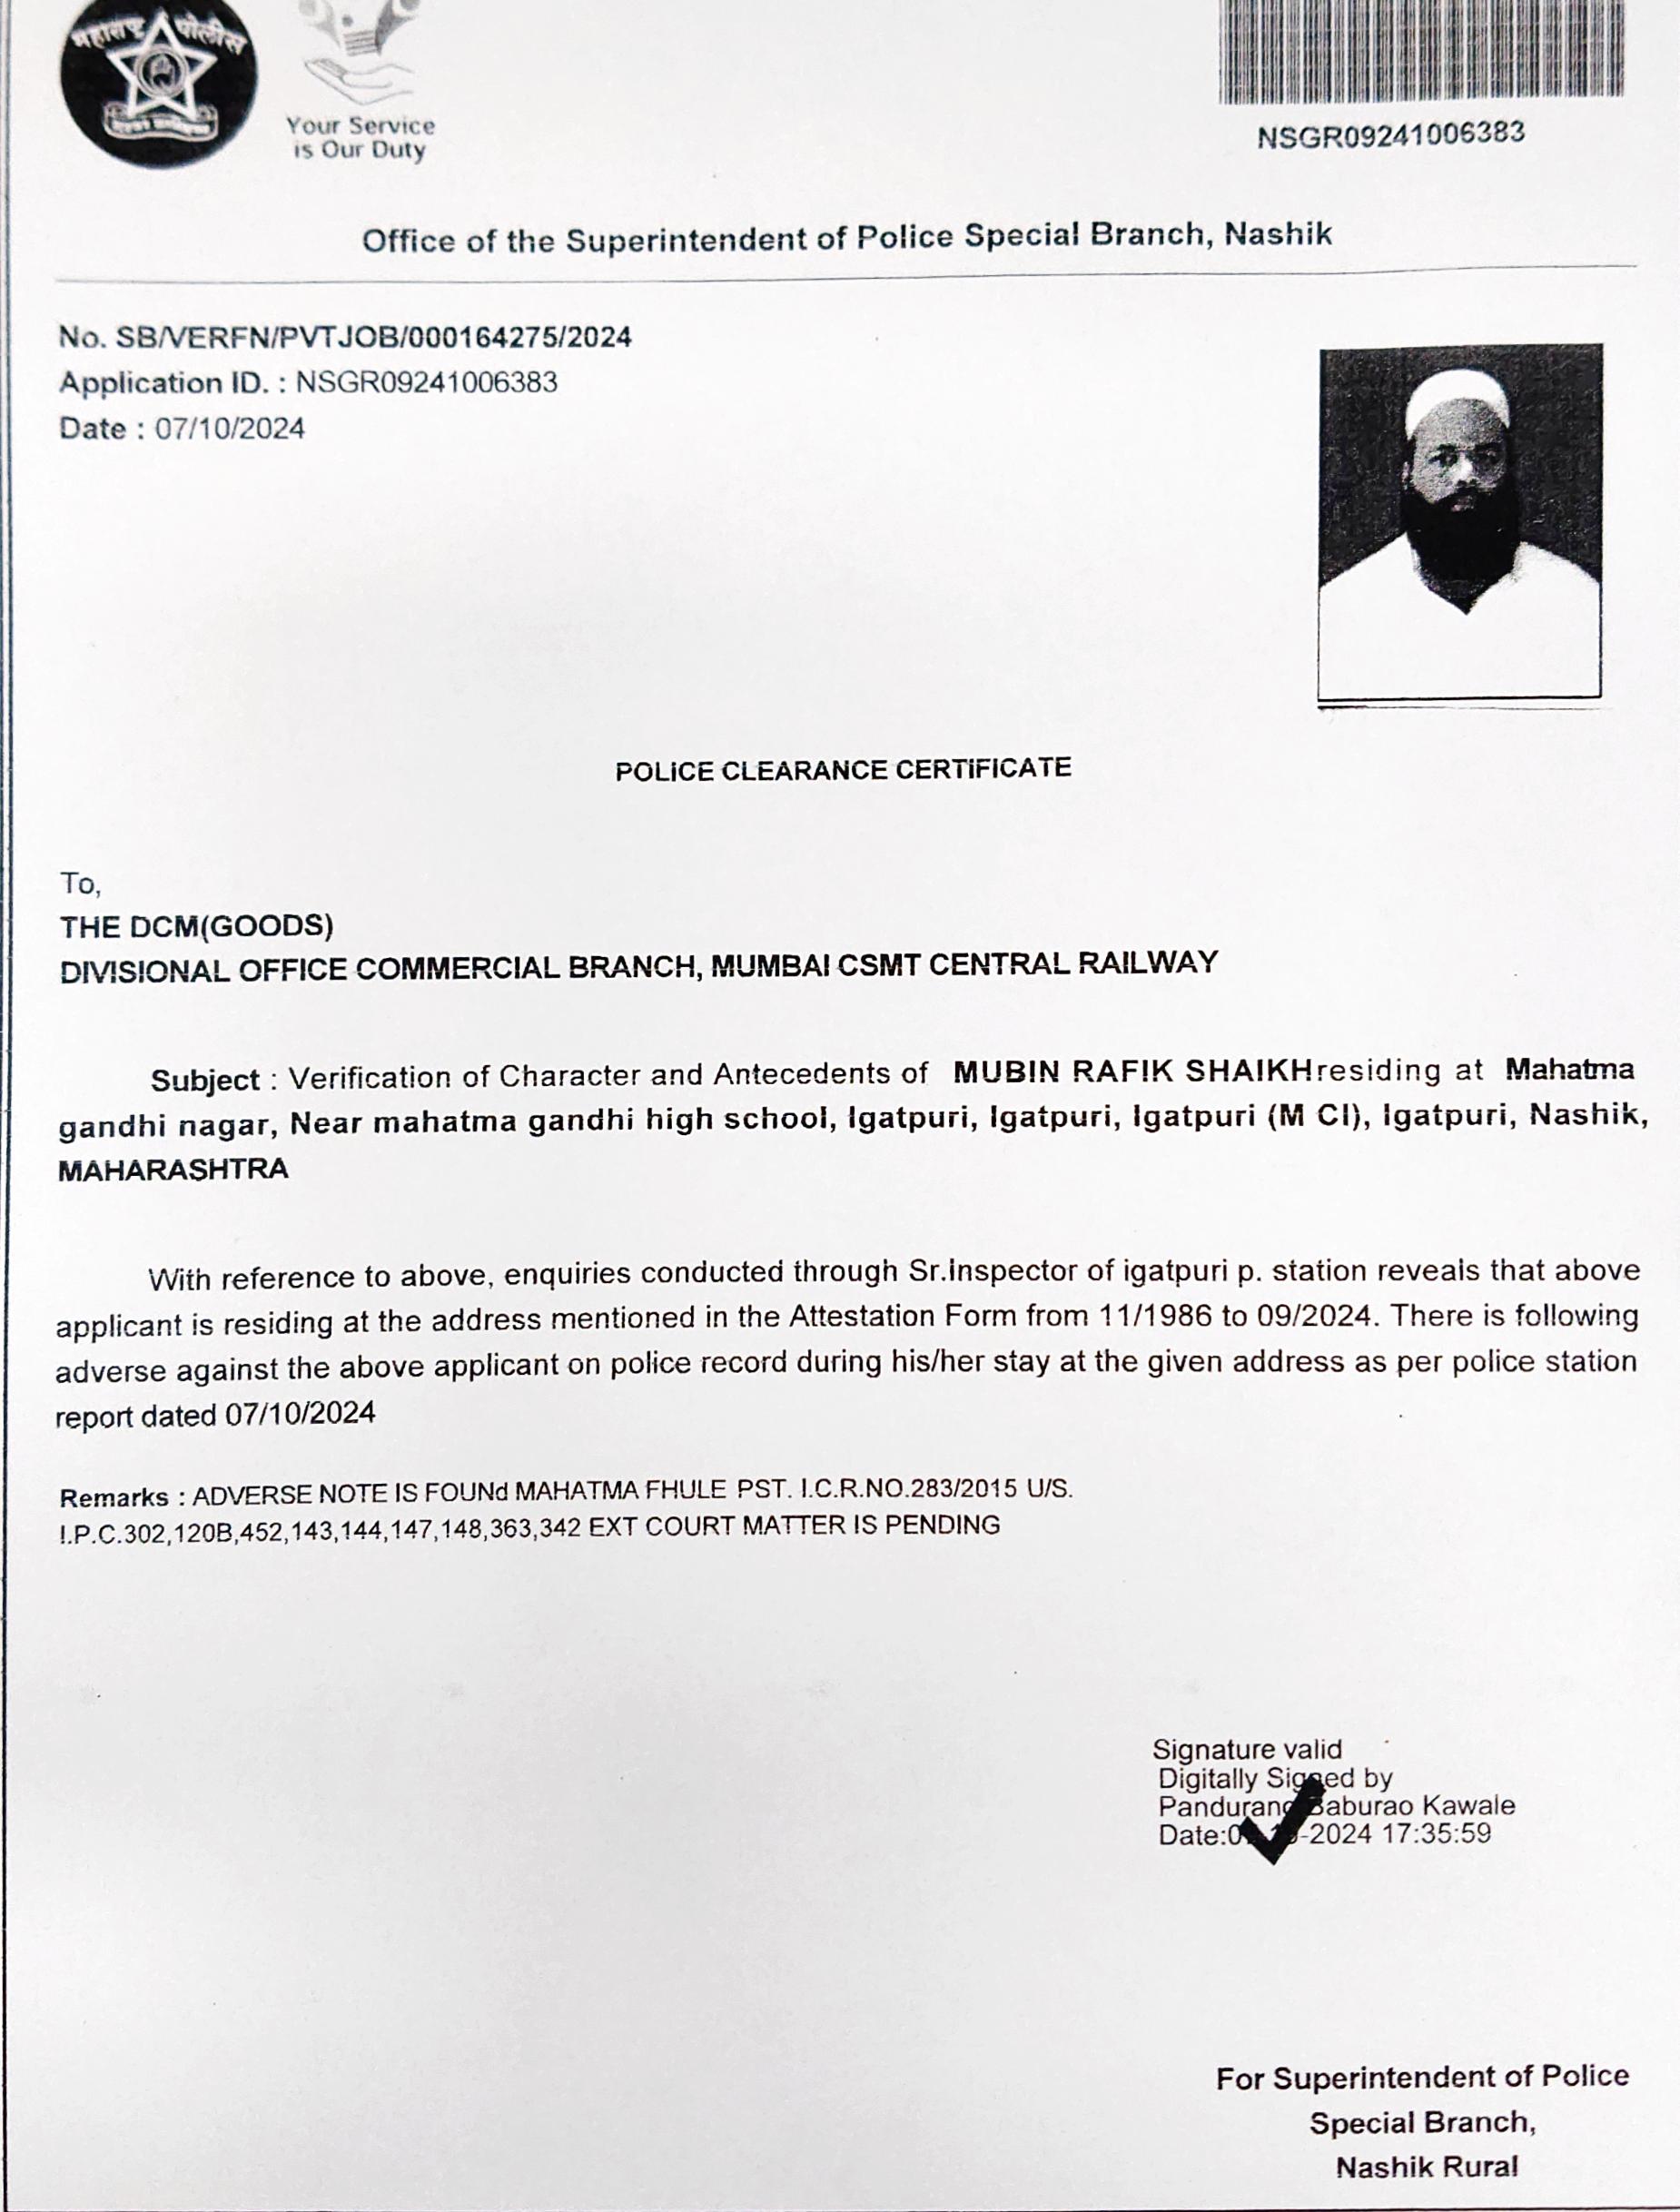 महाराष्ट्र पोलीस
Your Service
is Our Duty
NSGR09241006383
Office of the Superintendent of Police Special Branch, Nashik
No. SB/VERFN/PVTJOB/000164275/2024
Application ID. : NSGR09241006383
Date : 07/10/2024
POLICE CLEARANCE CERTIFICATE
To,
THE DCM(GOODS)
DIVISIONAL OFFICE COMMERCIAL BRANCH, MUMBAI CSMT CENTRAL RAILWAY
Subject : Verification of Character and Antecedents of MUBIN RAFIK SHAIKHresiding at Mahatma
gandhi nagar, Near mahatma gandhi high school, Igatpuri, Igatpuri, Igatpuri (M Cl), Igatpuri, Nashik,
MAHARASHTRA
With reference to above, enquiries conducted through Sr.Inspector of igatpuri p. station reveals that above
applicant is residing at the address mentioned in the Attestation Form from 11/1986 to 09/2024. There is following
adverse against the above applicant on police record during his/her stay at the given address as per police station
report dated 07/10/2024
Remarks : ADVERSE NOTE IS FOUNd MAHATMA FHULE PST. I.C.R.NO.283/2015 U/S.
I.P.C.302,120B,452,143,144,147,148,363,342 EXT COURT MATTER IS PENDING
Signature valid
Digitally Signed by
Pandurang Baburao Kawale
Date: -2024 17:35:59
For Superintendent of Police
Special Branch,
Nashik Rural